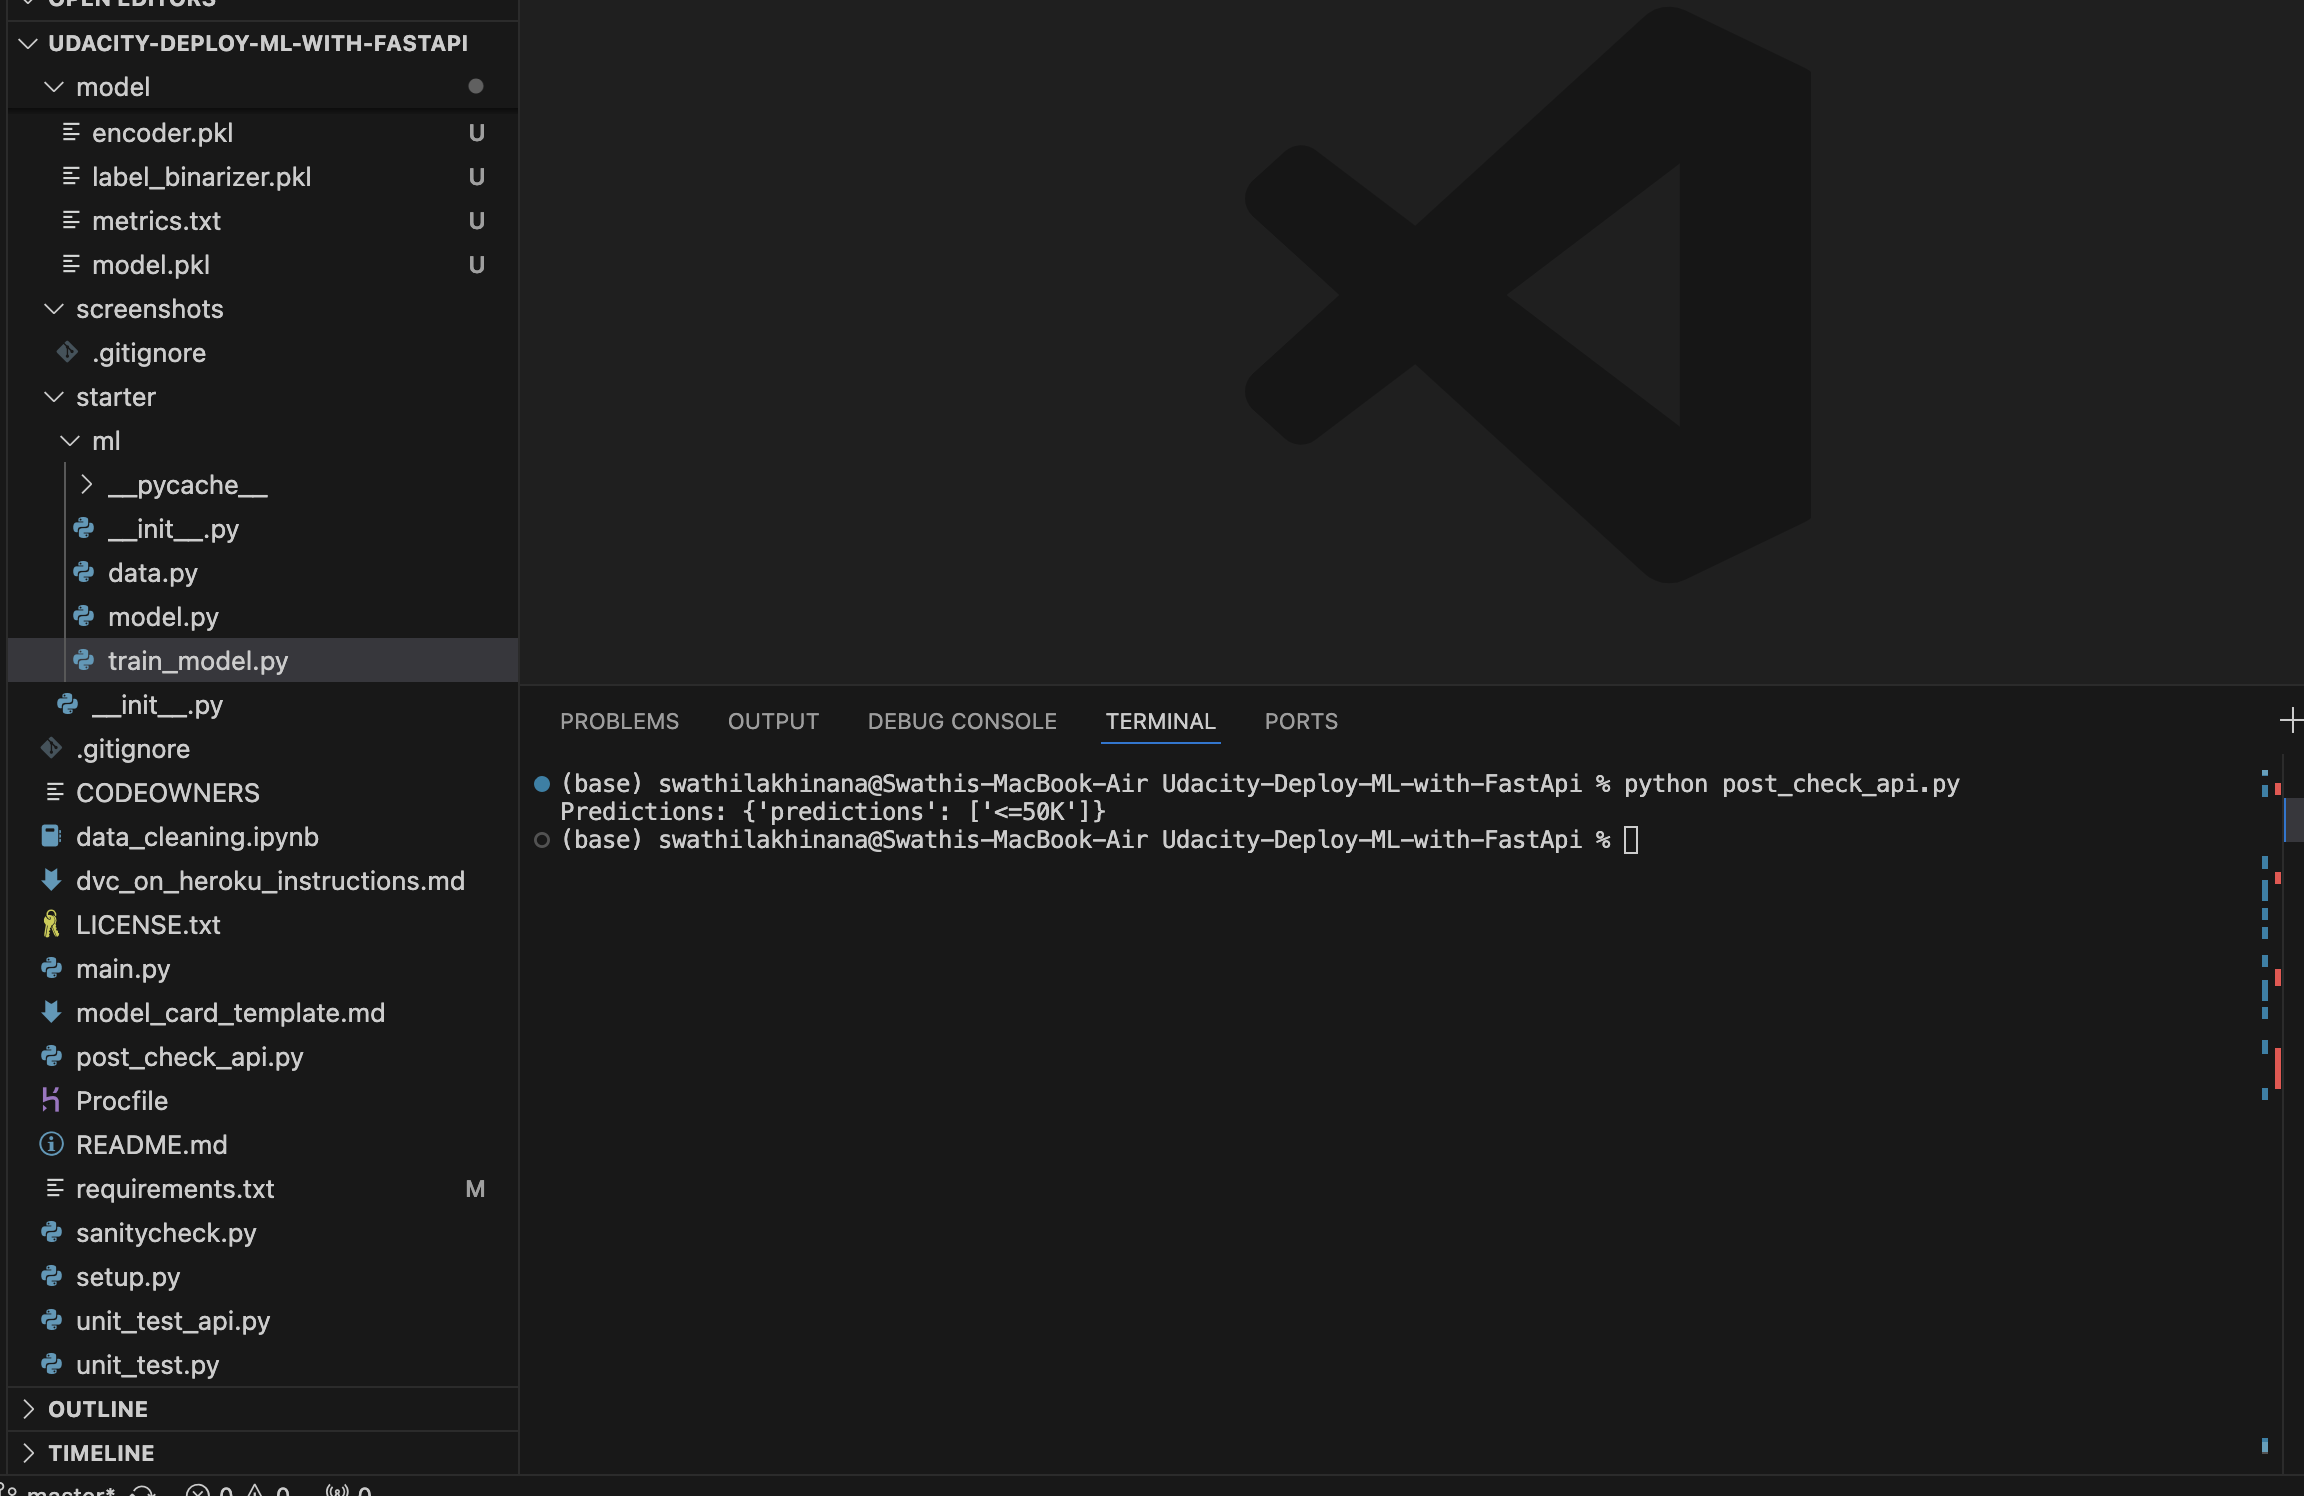 OPEN EDITORS
UDACITY-DEPLOY-ML-WITH-FASTAPI
model
encoder.pkl U
label_binarizer.pkl U
metrics.txt U
model.pkl U
screenshots
.gitignore
starter
ml
__pycache__
__init__.py
data.py
model.py
train_model.py
__init__.py
.gitignore
CODEOWNERS
data_cleaning.ipynb
dvc_on_heroku_instructions.md
LICENSE.txt
main.py
model_card_template.md
post_check_api.py
Procfile
README.md
requirements.txt M
sanitycheck.py
setup.py
unit_test_api.py
unit_test.py
OUTLINE
TIMELINE
master* 0 0 0
PROBLEMS OUTPUT DEBUG CONSOLE TERMINAL PORTS
(base) swathilakhinana@Swathis-MacBook-Air Udacity-Deploy-ML-with-FastApi % python post_check_api.py
Predictions: {'predictions': ['<=50K']}
(base) swathilakhinana@Swathis-MacBook-Air Udacity-Deploy-ML-with-FastApi %